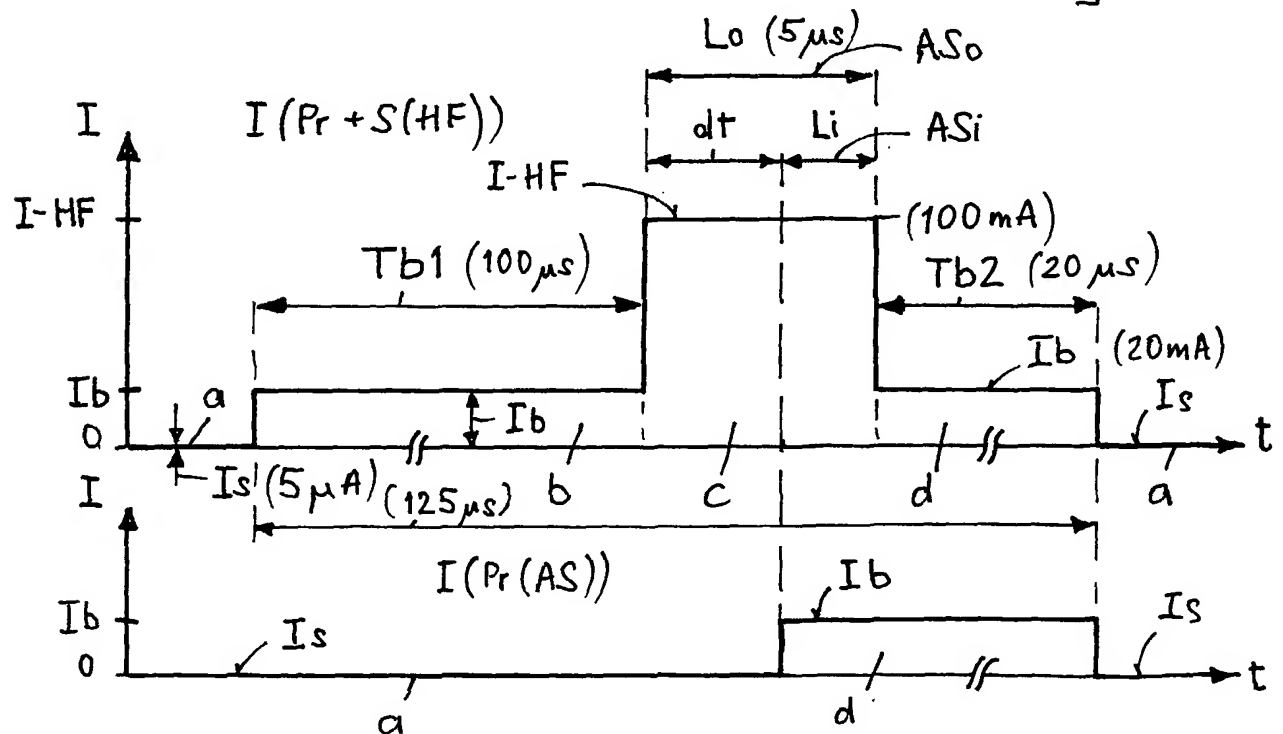 Lo (5µs)
ASo
I
I (Pr + S(HF))
dt
Li
ASi
I-HF
I-HF
(100mA)
Tb1 (100µs)
Tb2 (20µs)
Ib
a
Ib
Ib
(20mA)
Is
0
t
Is (5µA)
b
c
d
a
I
(125µs)
I(Pr(AS))
Ib
Ib
Is
Is
0
t
a
d